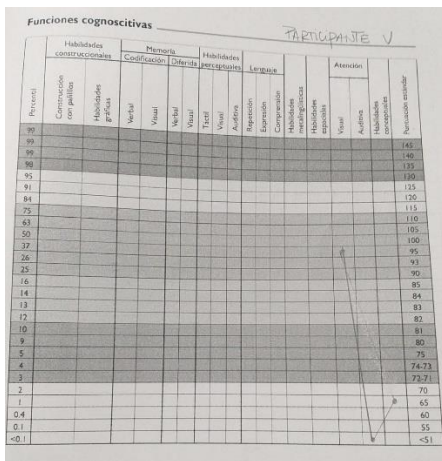 Funciones cognoscitivas
PARTICIPANTE V
Habilidades construccionales
Memoria
Codificación Diferida
Habilidades perceptuales
Lenguaje
Atención
Percentil
Construcción con palillos
Habilidades gráficas
Verbal
Visual
Verbal
Visual
Táctil
Visual
Auditiva
Repetición
Expresión
Comprensión
Habilidades metalingüísticas
Habilidades espaciales
Visual
Auditiva
Habilidades conceptuales
Puntuación estándar
99 145
99 140
99 135
98 130
95 125
91 120
84 115
75 110
63 105
50 100
37 95
26 93
25 90
16 85
14 84
13 83
12 82
10 81
9 80
5 75
4 74-73
3 72-71
2 70
1 65
0.4 60
0.1 55
<0.1 <51